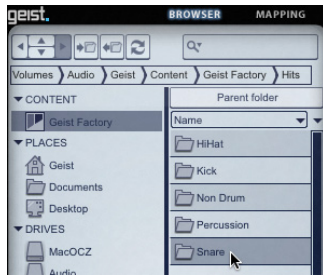 geist. BROWSER MAPPING
Volumes Audio Geist Content Geist Factory Hits
CONTENT
Geist Factory
PLACES
Geist
Documents
Desktop
DRIVES
MacOCZ
Audio
Parent folder
Name
HiHat
Kick
Non Drum
Percussion
Snare